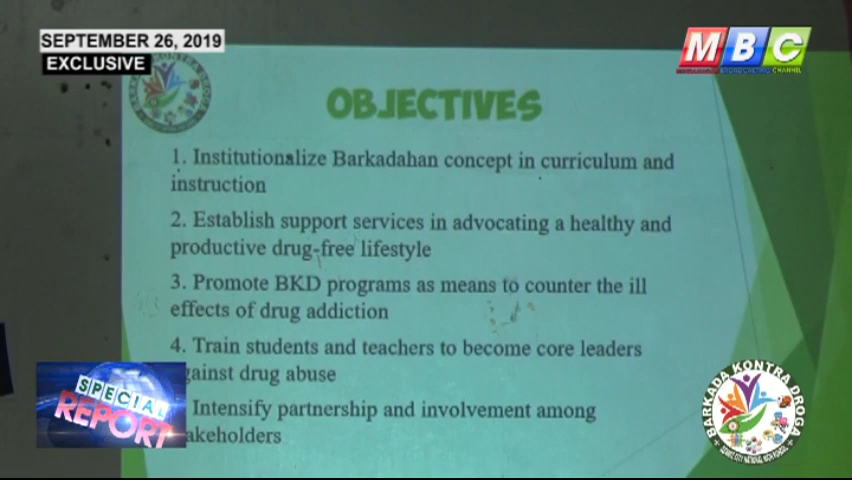 SEPTEMBER 26, 2019
EXCLUSIVE
MBC
BROADCASTING CHANNEL
OBJECTIVES
1. Institutionalize Barkadahan concept in curriculum and
instruction
2. Establish support services in advocating a healthy and
productive drug-free lifestyle
3. Promote BKD programs as means to counter the ill
effects of drug addiction
4. Train students and teachers to become core leaders
gainst drug abuse
Intensify partnership and involvement among
akeholders
SPECIAL
REPORT
BARKADA KONTRA DROGA